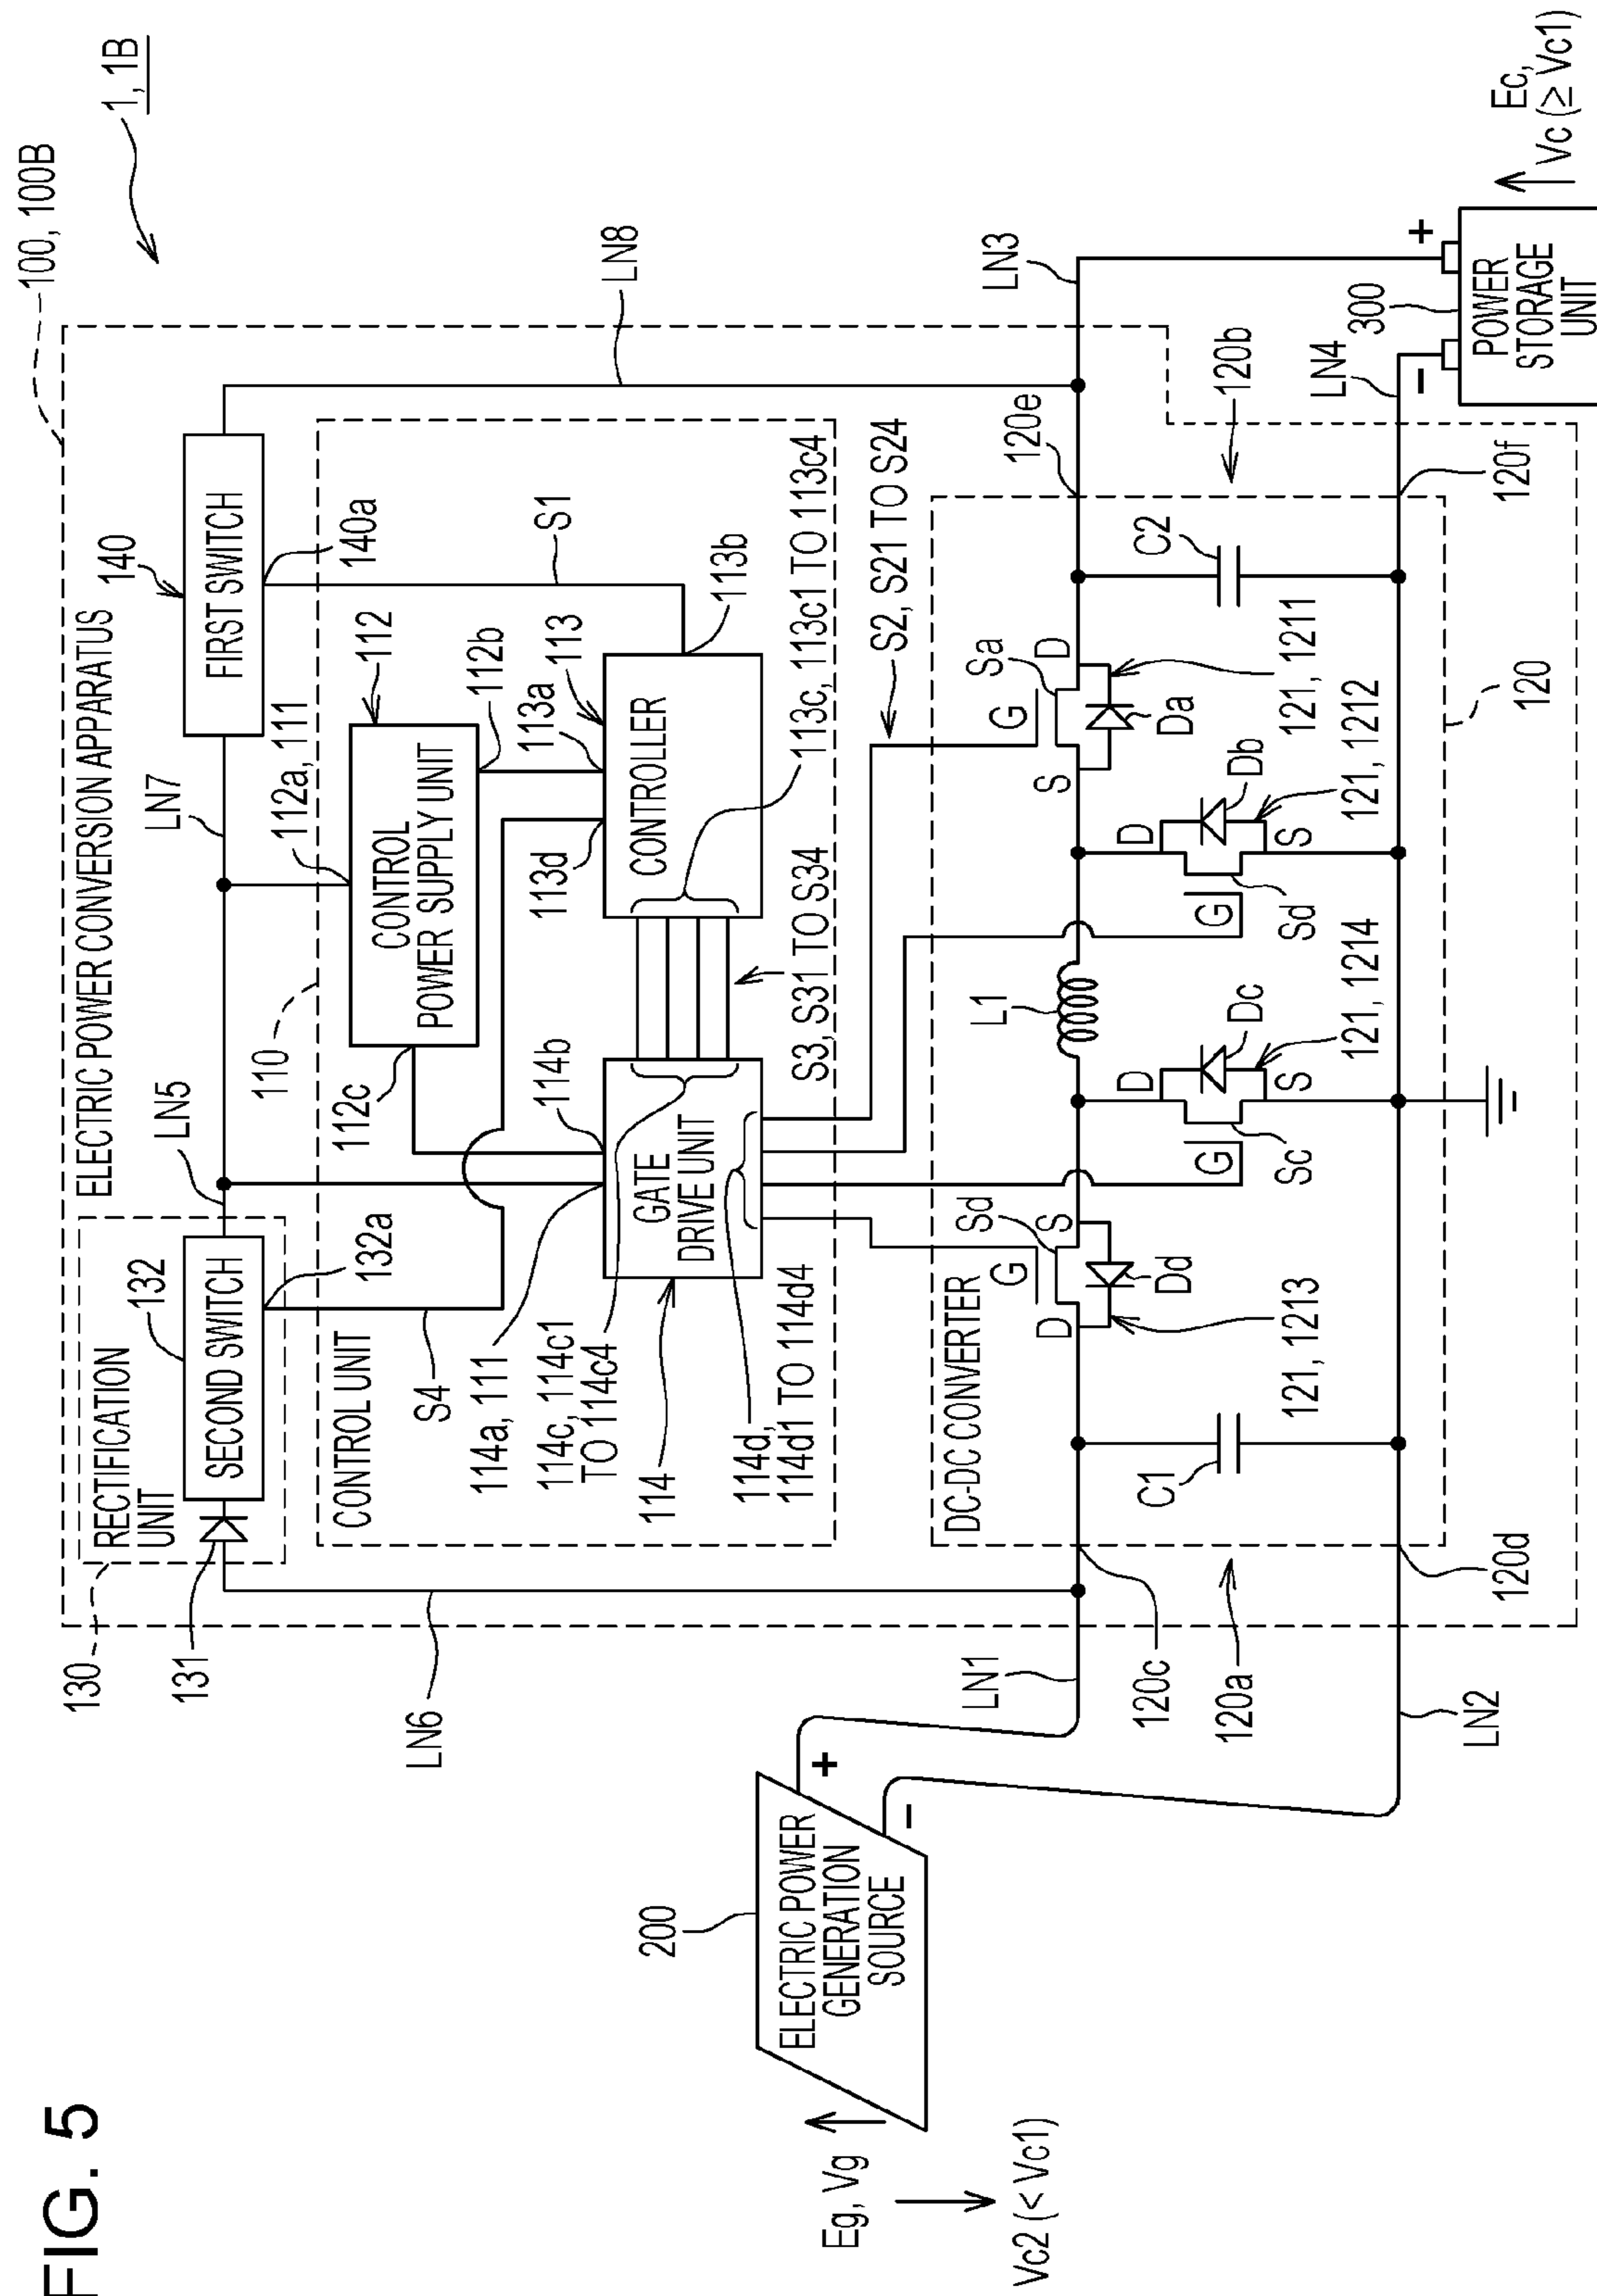 FIG. 5
100, 100B
1, 1B
ELECTRIC POWER CONVERSION APPARATUS
130
RECTIFICATION
UNIT
131
132
SECOND SWITCH
132a
LN5
LN7
140
FIRST SWITCH
140a
LN6
LN8
110
CONTROL UNIT
S4
112a, 111
112
CONTROL
POWER SUPPLY UNIT
112b
112c
S1
113a
113
113d
CONTROLLER
113b
113c, 113c1 TO 113c4
114b
114a, 111
114c, 114c1
TO 114c4
114
GATE
DRIVE UNIT
114d,
114d1 TO 114d4
S3, S31 TO S34
S2, S21 TO S24
200
ELECTRIC POWER
GENERATION
SOURCE
+
−
Eg, Vg
Vc2 (< Vc1)
LN1
LN2
120c
120a
120d
DC-DC CONVERTER
C1
D
G
S
Sd
Dd
121, 1213
D
G
S
Sc
Dc
121, 1214
L1
D
G
S
Sd
Db
121, 1212
S
G
D
Sa
Da
121, 1211
C2
120
120e
120b
120f
LN3
LN4
300
+
−
POWER
STORAGE
UNIT
Ec,
Vc (≥ Vc1)